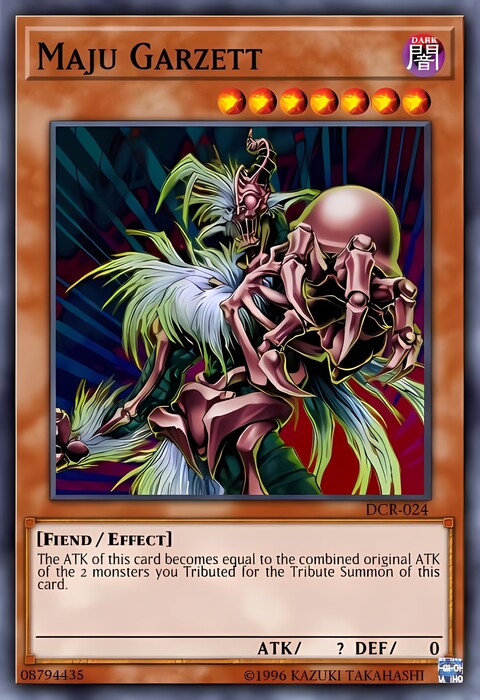 MAJU GARZETT
DARK
闇
DCR-024
[FIEND / EFFECT]
The ATK of this card becomes equal to the combined original ATK
of the 2 monsters you Tributed for the Tribute Summon of this
card.
ATK/ ? DEF/ 0
08794435
©1996 KAZUKI TAKAHASHI